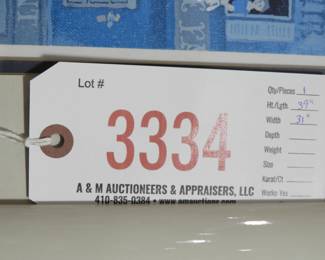 Lot #
3334
A & M AUCTIONEERS & APPRAISERS, LLC
410-835-0384 • www.amauctions.com
Qty/Pieces 1
Ht./Lgth 39"
Width 31"
Depth
Weight
Size
Karat/Ct
Works: Yes